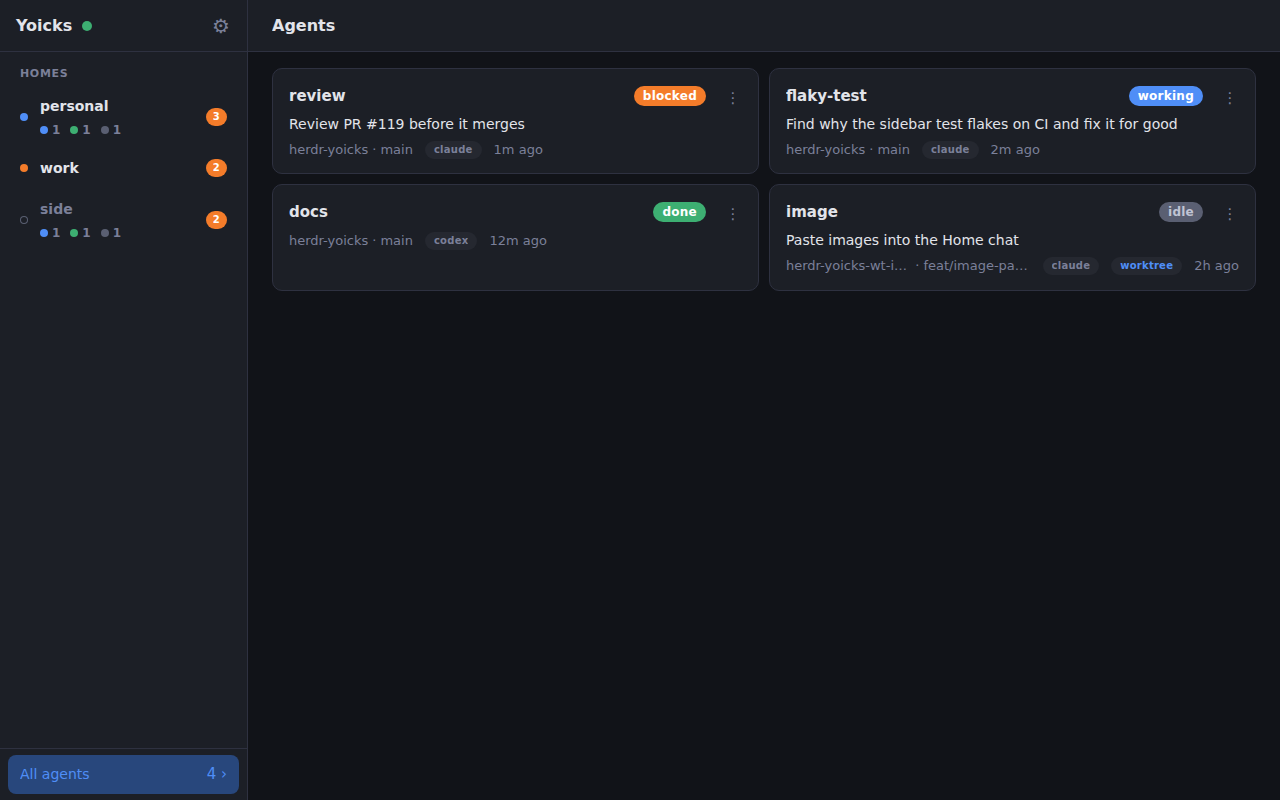 Yoicks
HOMES
personal
3
1 1 1
work
2
side
2
1 1 1
All agents
4 ›
Agents
review
blocked
Review PR #119 before it merges
herdr-yoicks · main claude 1m ago
flaky-test
working
Find why the sidebar test flakes on CI and fix it for good
herdr-yoicks · main claude 2m ago
docs
done
herdr-yoicks · main codex 12m ago
image
idle
Paste images into the Home chat
herdr-yoicks-wt-i… · feat/image-pa… claude worktree 2h ago